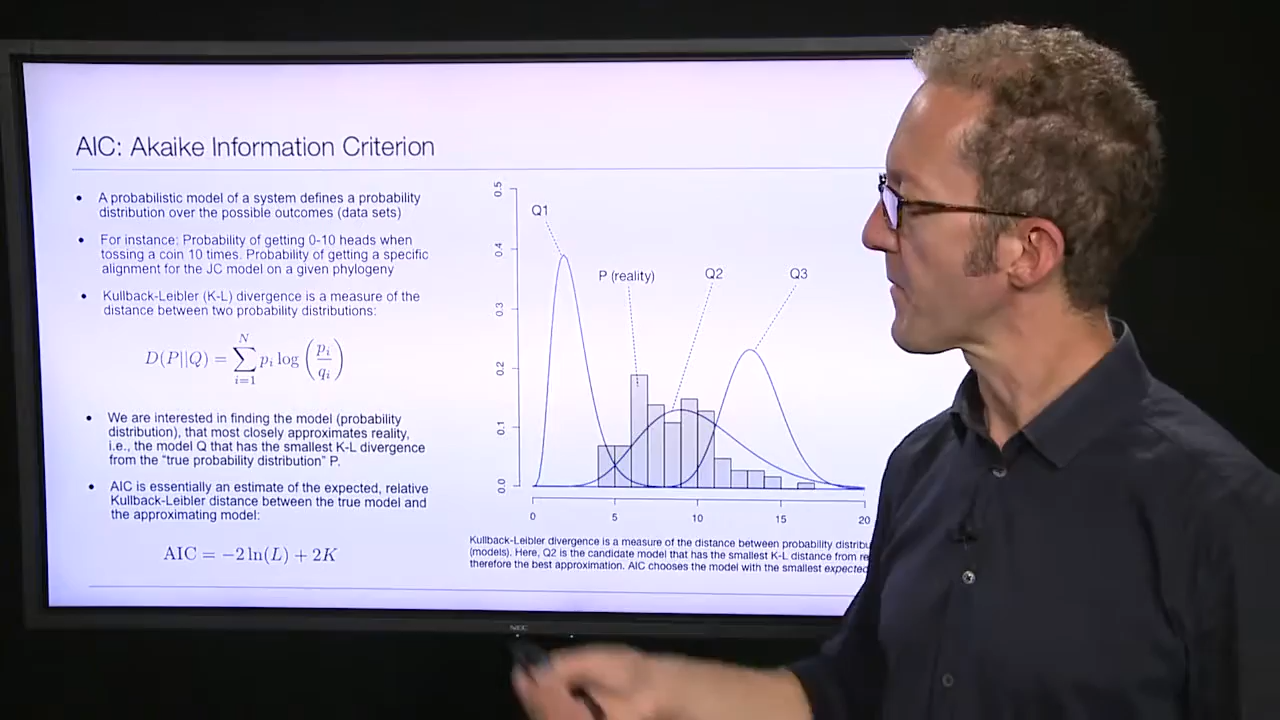 AIC: Akaike Information Criterion
• A probabilistic model of a system defines a probability
distribution over the possible outcomes (data sets)
• For instance: Probability of getting 0-10 heads when
tossing a coin 10 times. Probability of getting a specific
alignment for the JC model on a given phylogeny
• Kullback-Leibler (K-L) divergence is a measure of the
distance between two probability distributions:
D(P||Q) = \sum_{i=1}^{N} p_i \log \left( \frac{p_i}{q_i} \right)
• We are interested in finding the model (probability
distribution), that most closely approximates reality,
i.e., the model Q that has the smallest K-L divergence
from the "true probability distribution" P.
• AIC is essentially an estimate of the expected, relative
Kullback-Leibler distance between the true model and
the approximating model:
AIC = −2 ln(L) + 2K
0.5
0.4
0.3
0.2
0.1
0.0
Q1
P (reality)
Q2
Q3
0 5 10 15 20
Kullback-Leibler divergence is a measure of the distance between probability distribu
(models). Here, Q2 is the candidate model that has the smallest K-L distance from re
therefore the best approximation. AIC chooses the model with the smallest expected
NEC